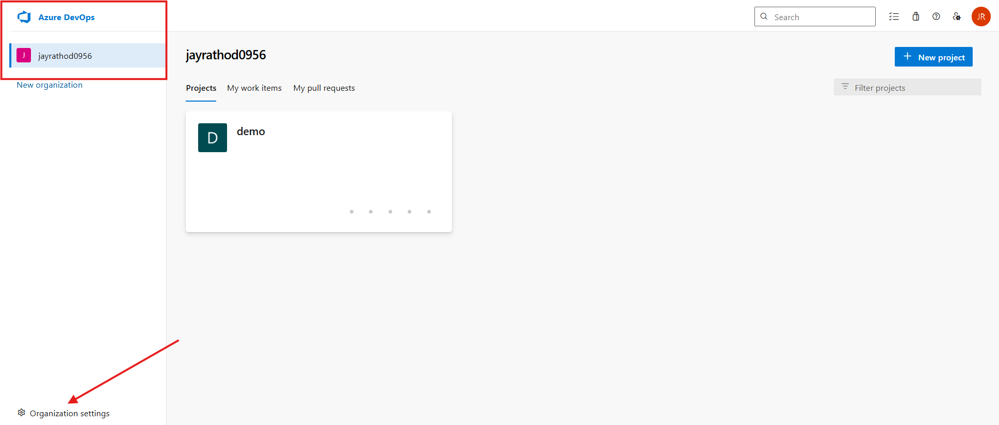 Azure DevOps
Search
JR
J
jayrathod0956
New organization
jayrathod0956
New project
Projects
My work items
My pull requests
Filter projects
D
demo
Organization settings